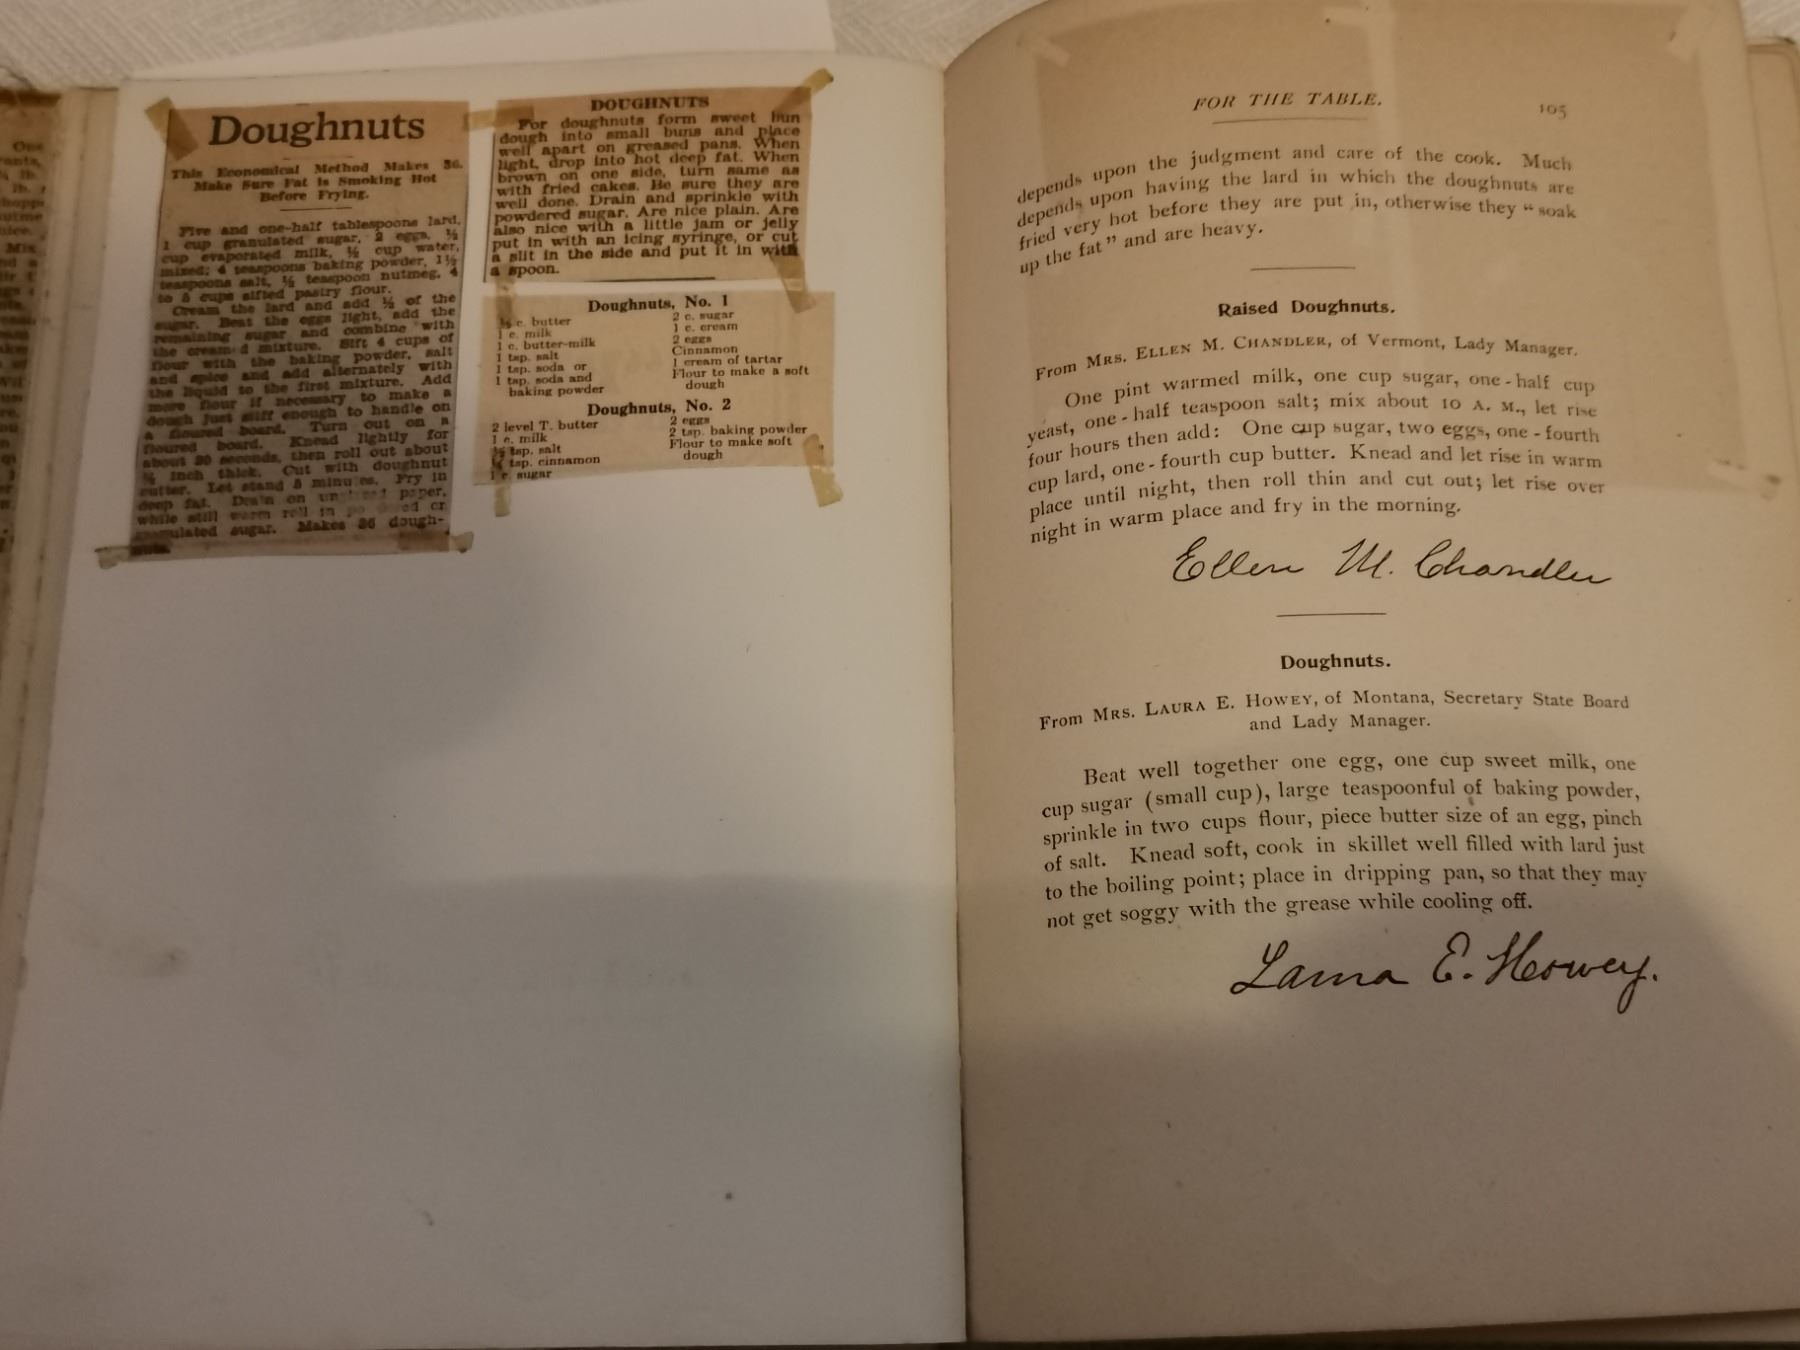 Doughnuts
This Economical Method Makes 36.
Make Sure Fat Is Smoking Hot
Before Frying.
Five and one-half tablespoons lard,
1 cup granulated sugar, 2 eggs, ½
cup evaporated milk, ½ cup water,
mixed; 4 teaspoons baking powder, 1½
teaspoons salt, ½ teaspoon nutmeg, 4
to 5 cups sifted pastry flour.
Cream the lard and add ½ of the
sugar. Beat the eggs light, add the
remaining sugar and combine with
the creamed mixture. Sift 4 cups of
flour with the baking powder, salt
and spice and add alternately with
the liquid to the first mixture. Add
more flour if necessary to make a
dough just stiff enough to handle on
a floured board. Turn out on a
floured board. Knead lightly for
about 30 seconds, then roll out about
inch thick. Cut with doughnut
cutter. Let stand 5 minutes. Fry in
deep fat. Drain on paper,
while still warm roll in or
granulated sugar. Makes 36 dough-
nuts.
DOUGHNUTS
For doughnuts form sweet bun
dough into small buns and place
well apart on greased pans. When
light, drop into hot deep fat. When
brown on one side, turn same as
with fried cakes. Be sure they are
well done. Drain and sprinkle with
powdered sugar. Are nice plain. Are
also nice with a little jam or jelly
put in with an icing syringe, or cut
a slit in the side and put it in with
a spoon.
Doughnuts, No. 1
c. butter
1 c. milk
1 c. butter-milk
1 tsp. salt
1 tsp. soda or
1 tsp. soda and
baking powder
2 c. sugar
1 c. cream
2 eggs
Cinnamon
1 cream of tartar
Flour to make a soft
dough
Doughnuts, No. 2
2 level T. butter
1 c. milk
½ tsp. salt
tsp. cinnamon
1 c. sugar
2 eggs
2 tsp. baking powder
Flour to make soft
dough
FOR THE TABLE.
105
depends upon the judgment and care of the cook. Much
depends upon having the lard in which the doughnuts are
fried very hot before they are put in, otherwise they “soak
up the fat” and are heavy.
Raised Doughnuts.
From MRS. ELLEN M. CHANDLER, of Vermont, Lady Manager.
One pint warmed milk, one cup sugar, one-half cup
yeast, one-half teaspoon salt; mix about 10 A. M., let rise
four hours then add: One cup sugar, two eggs, one-fourth
cup lard, one-fourth cup butter. Knead and let rise in warm
place until night, then roll thin and cut out; let rise over
night in warm place and fry in the morning.
Ellen M. Chandler
Doughnuts.
From MRS. LAURA E. HOWEY, of Montana, Secretary State Board
and Lady Manager.
Beat well together one egg, one cup sweet milk, one
cup sugar (small cup), large teaspoonful of baking powder,
sprinkle in two cups flour, piece butter size of an egg, pinch
of salt. Knead soft, cook in skillet well filled with lard just
to the boiling point; place in dripping pan, so that they may
not get soggy with the grease while cooling off.
Laura E. Howey.